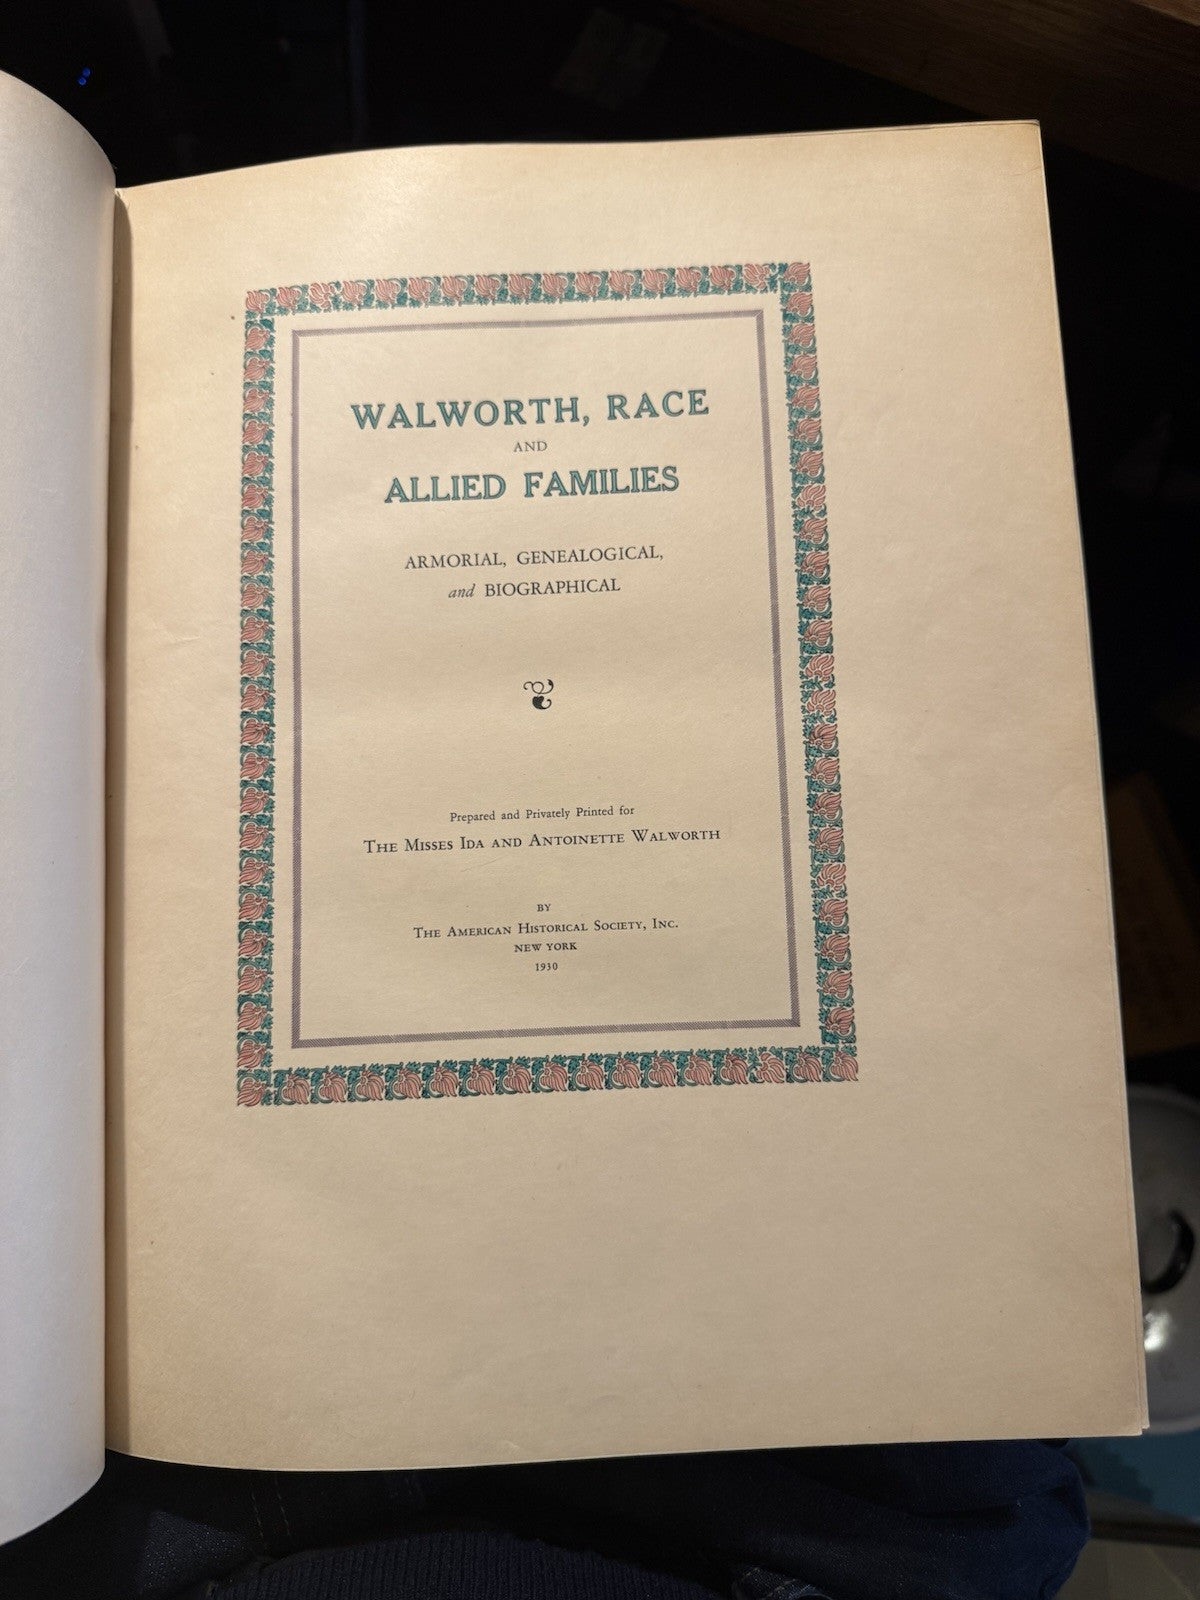 WALWORTH, RACE
AND
ALLIED FAMILIES
ARMORIAL, GENEALOGICAL,
and BIOGRAPHICAL
Prepared and Privately Printed for
THE MISSES IDA AND ANTOINETTE WALWORTH
BY
THE AMERICAN HISTORICAL SOCIETY, INC.
NEW YORK
1930